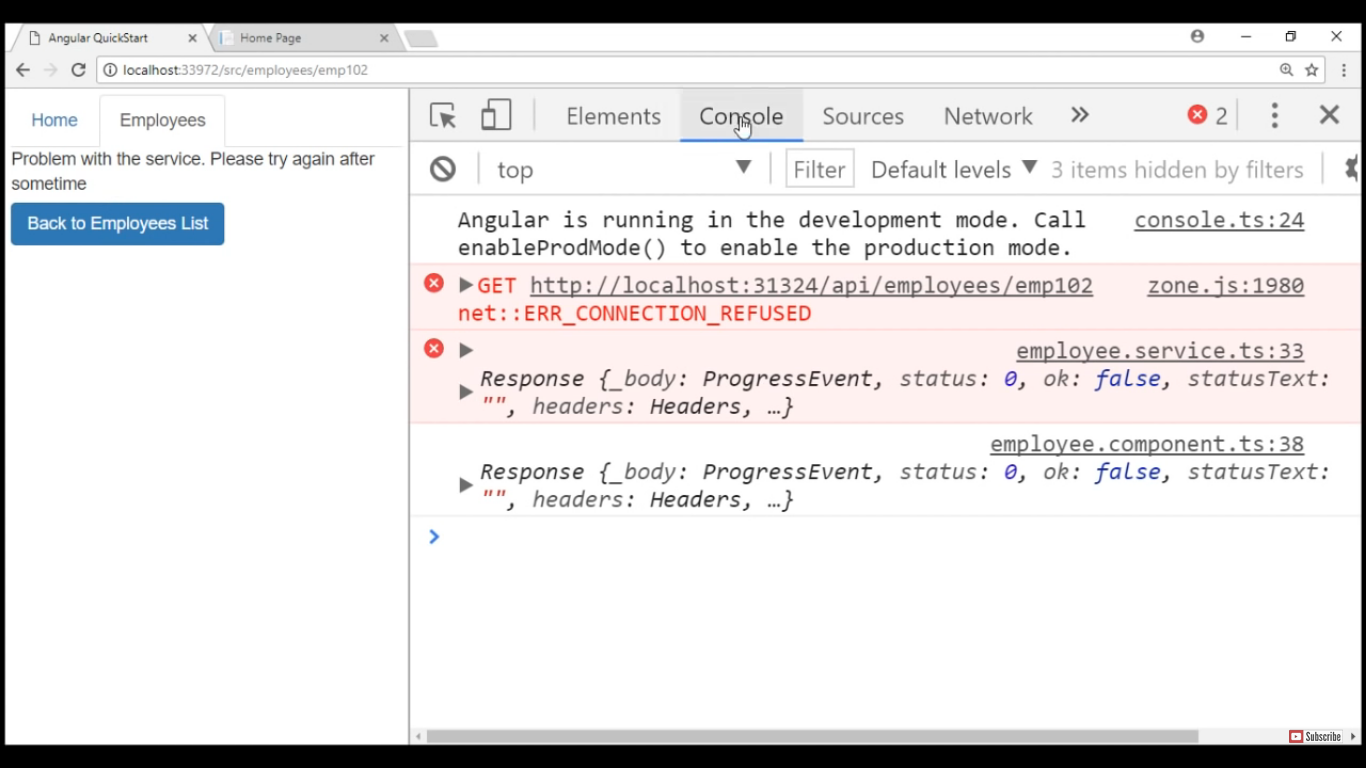 Angular QuickStart
Home Page
localhost:33972/src/employees/emp102
Home
Employees
Problem with the service. Please try again after
sometime
Back to Employees List
Elements
Console
Sources
Network
2
top
Filter
Default levels
3 items hidden by filters
Angular is running in the development mode. Call console.ts:24
enableProdMode() to enable the production mode.
GET http://localhost:31324/api/employees/emp102 zone.js:1980
net::ERR_CONNECTION_REFUSED
employee.service.ts:33
Response {_body: ProgressEvent, status: 0, ok: false, statusText:
"", headers: Headers, …}
employee.component.ts:38
Response {_body: ProgressEvent, status: 0, ok: false, statusText:
"", headers: Headers, …}
Subscribe